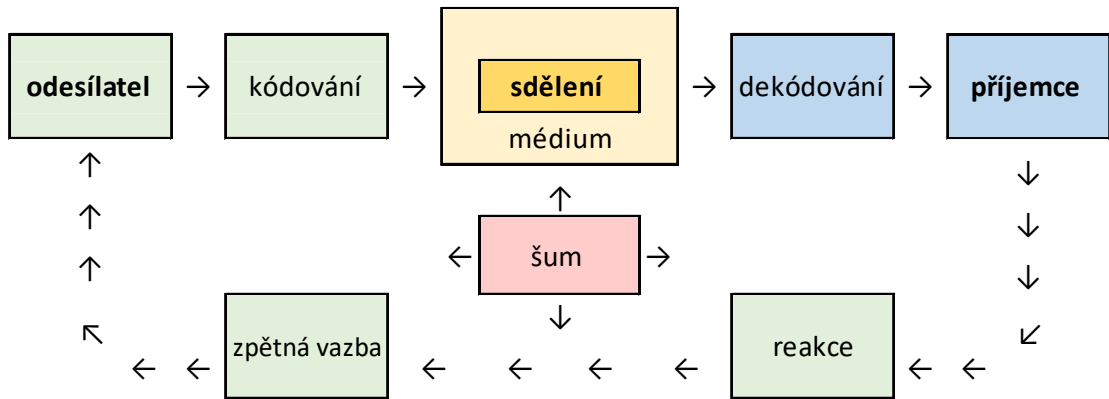 odesílatel
kódování
sdělení
médium
dekódování
příjemce
šum
zpětná vazba
reakce